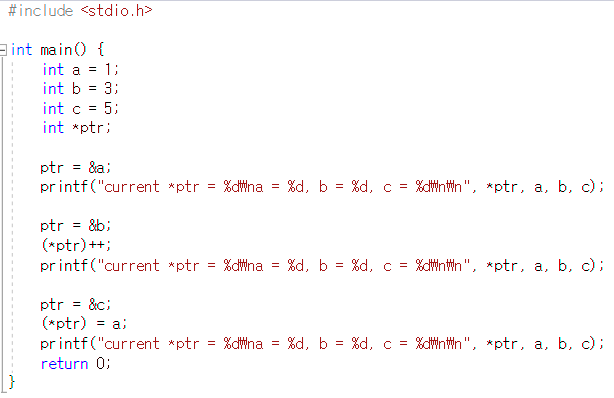 #include <stdio.h>
int main() {
int a = 1;
int b = 3;
int c = 5;
int *ptr;
ptr = &a;
printf("current *ptr = %d₩na = %d, b = %d, c = %d₩n₩n", *ptr, a, b, c);
ptr = &b;
(*ptr)++;
printf("current *ptr = %d₩na = %d, b = %d, c = %d₩n₩n", *ptr, a, b, c);
ptr = &c;
(*ptr) = a;
printf("current *ptr = %d₩na = %d, b = %d, c = %d₩n₩n", *ptr, a, b, c);
return 0;
}